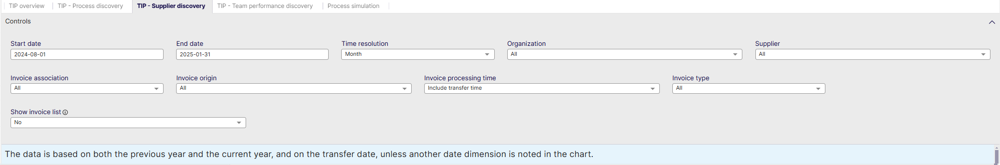 TIP overview TIP - Process discovery TIP - Supplier discovery TIP - Team performance discovery Process simulation
Controls
Start date End date Time resolution Organization Supplier
2024-08-01 2025-01-31 Month All All
Invoice association Invoice origin Invoice processing time Invoice type
All All Include transfer time All
Show invoice list
No
The data is based on both the previous year and the current year, and on the transfer date, unless another date dimension is noted in the chart.